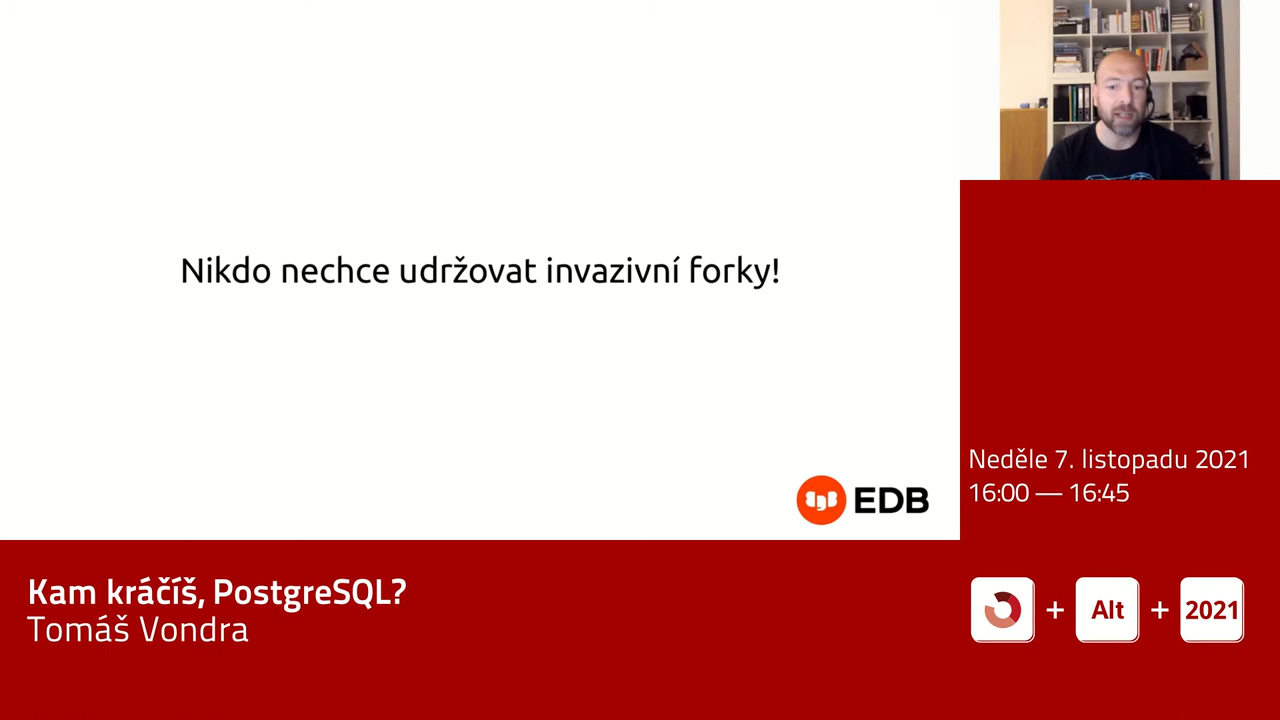 Nikdo nechce udržovat invazivní forky!
EDB
Neděle 7. listopadu 2021
16:00 — 16:45
Kam kráčíš, PostgreSQL?
Tomáš Vondra
+ Alt + 2021